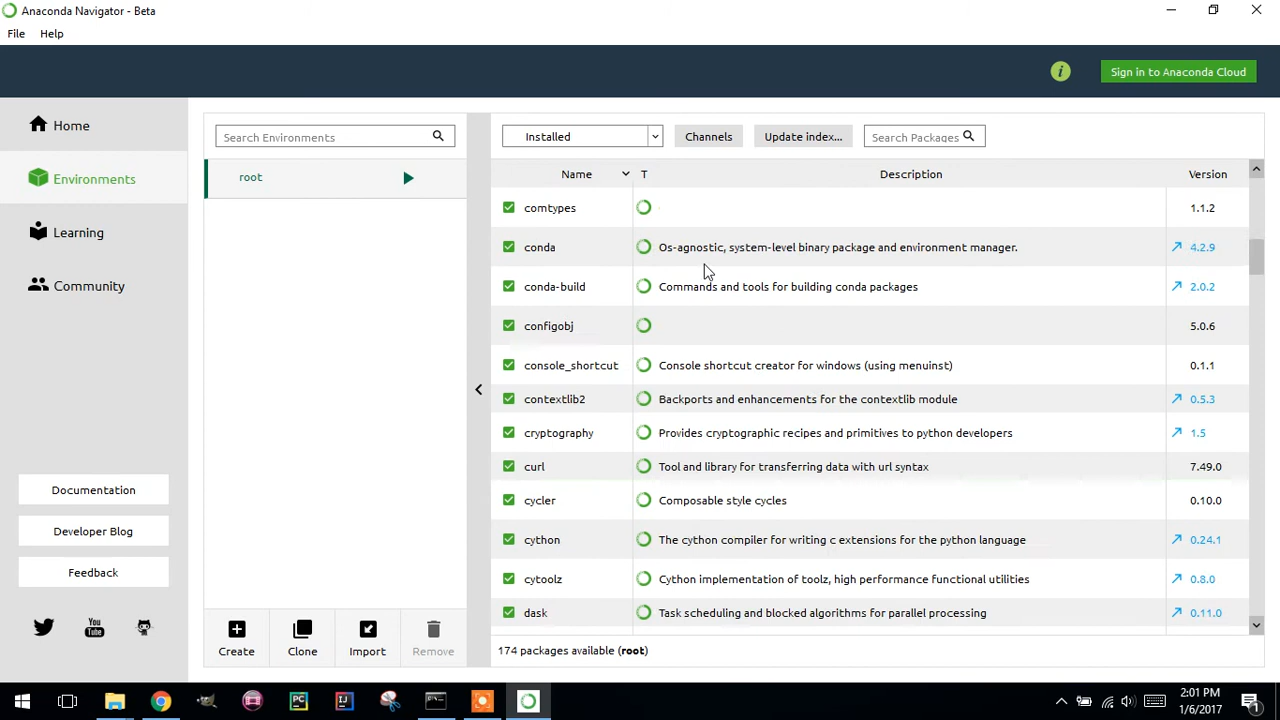 Anaconda Navigator - Beta
File Help
Sign in to Anaconda Cloud
Home
Environments
Learning
Community
Documentation
Developer Blog
Feedback
You
Tube
Search Environments
root
Create Clone Import Remove
Installed Channels Update index... Search Packages
Name T Description Version
comtypes 1.1.2
conda Os-agnostic, system-level binary package and environment manager. 4.2.9
conda-build Commands and tools for building conda packages 2.0.2
configobj 5.0.6
console_shortcut Console shortcut creator for windows (using menuinst) 0.1.1
contextlib2 Backports and enhancements for the contextlib module 0.5.3
cryptography Provides cryptographic recipes and primitives to python developers 1.5
curl Tool and library for transferring data with url syntax 7.49.0
cycler Composable style cycles 0.10.0
cython The cython compiler for writing c extensions for the python language 0.24.1
cytoolz Cython implementation of toolz, high performance functional utilities 0.8.0
dask Task scheduling and blocked algorithms for parallel processing 0.11.0
174 packages available (root)
PC
IJ
2:01 PM
1/6/2017
1